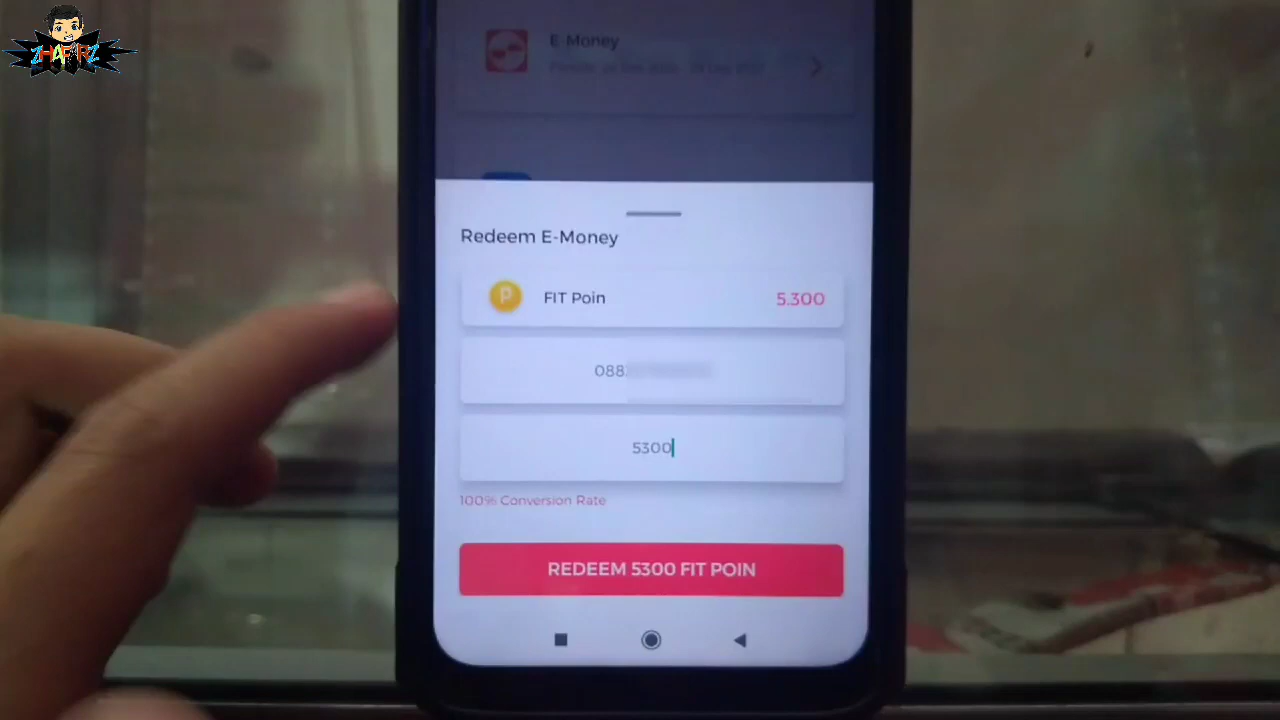 ZHAFIRZ
E-Money
Redeem E-Money
P
FIT Poin
5.300
088
5300
100% Conversion Rate
REDEEM 5300 FIT POIN